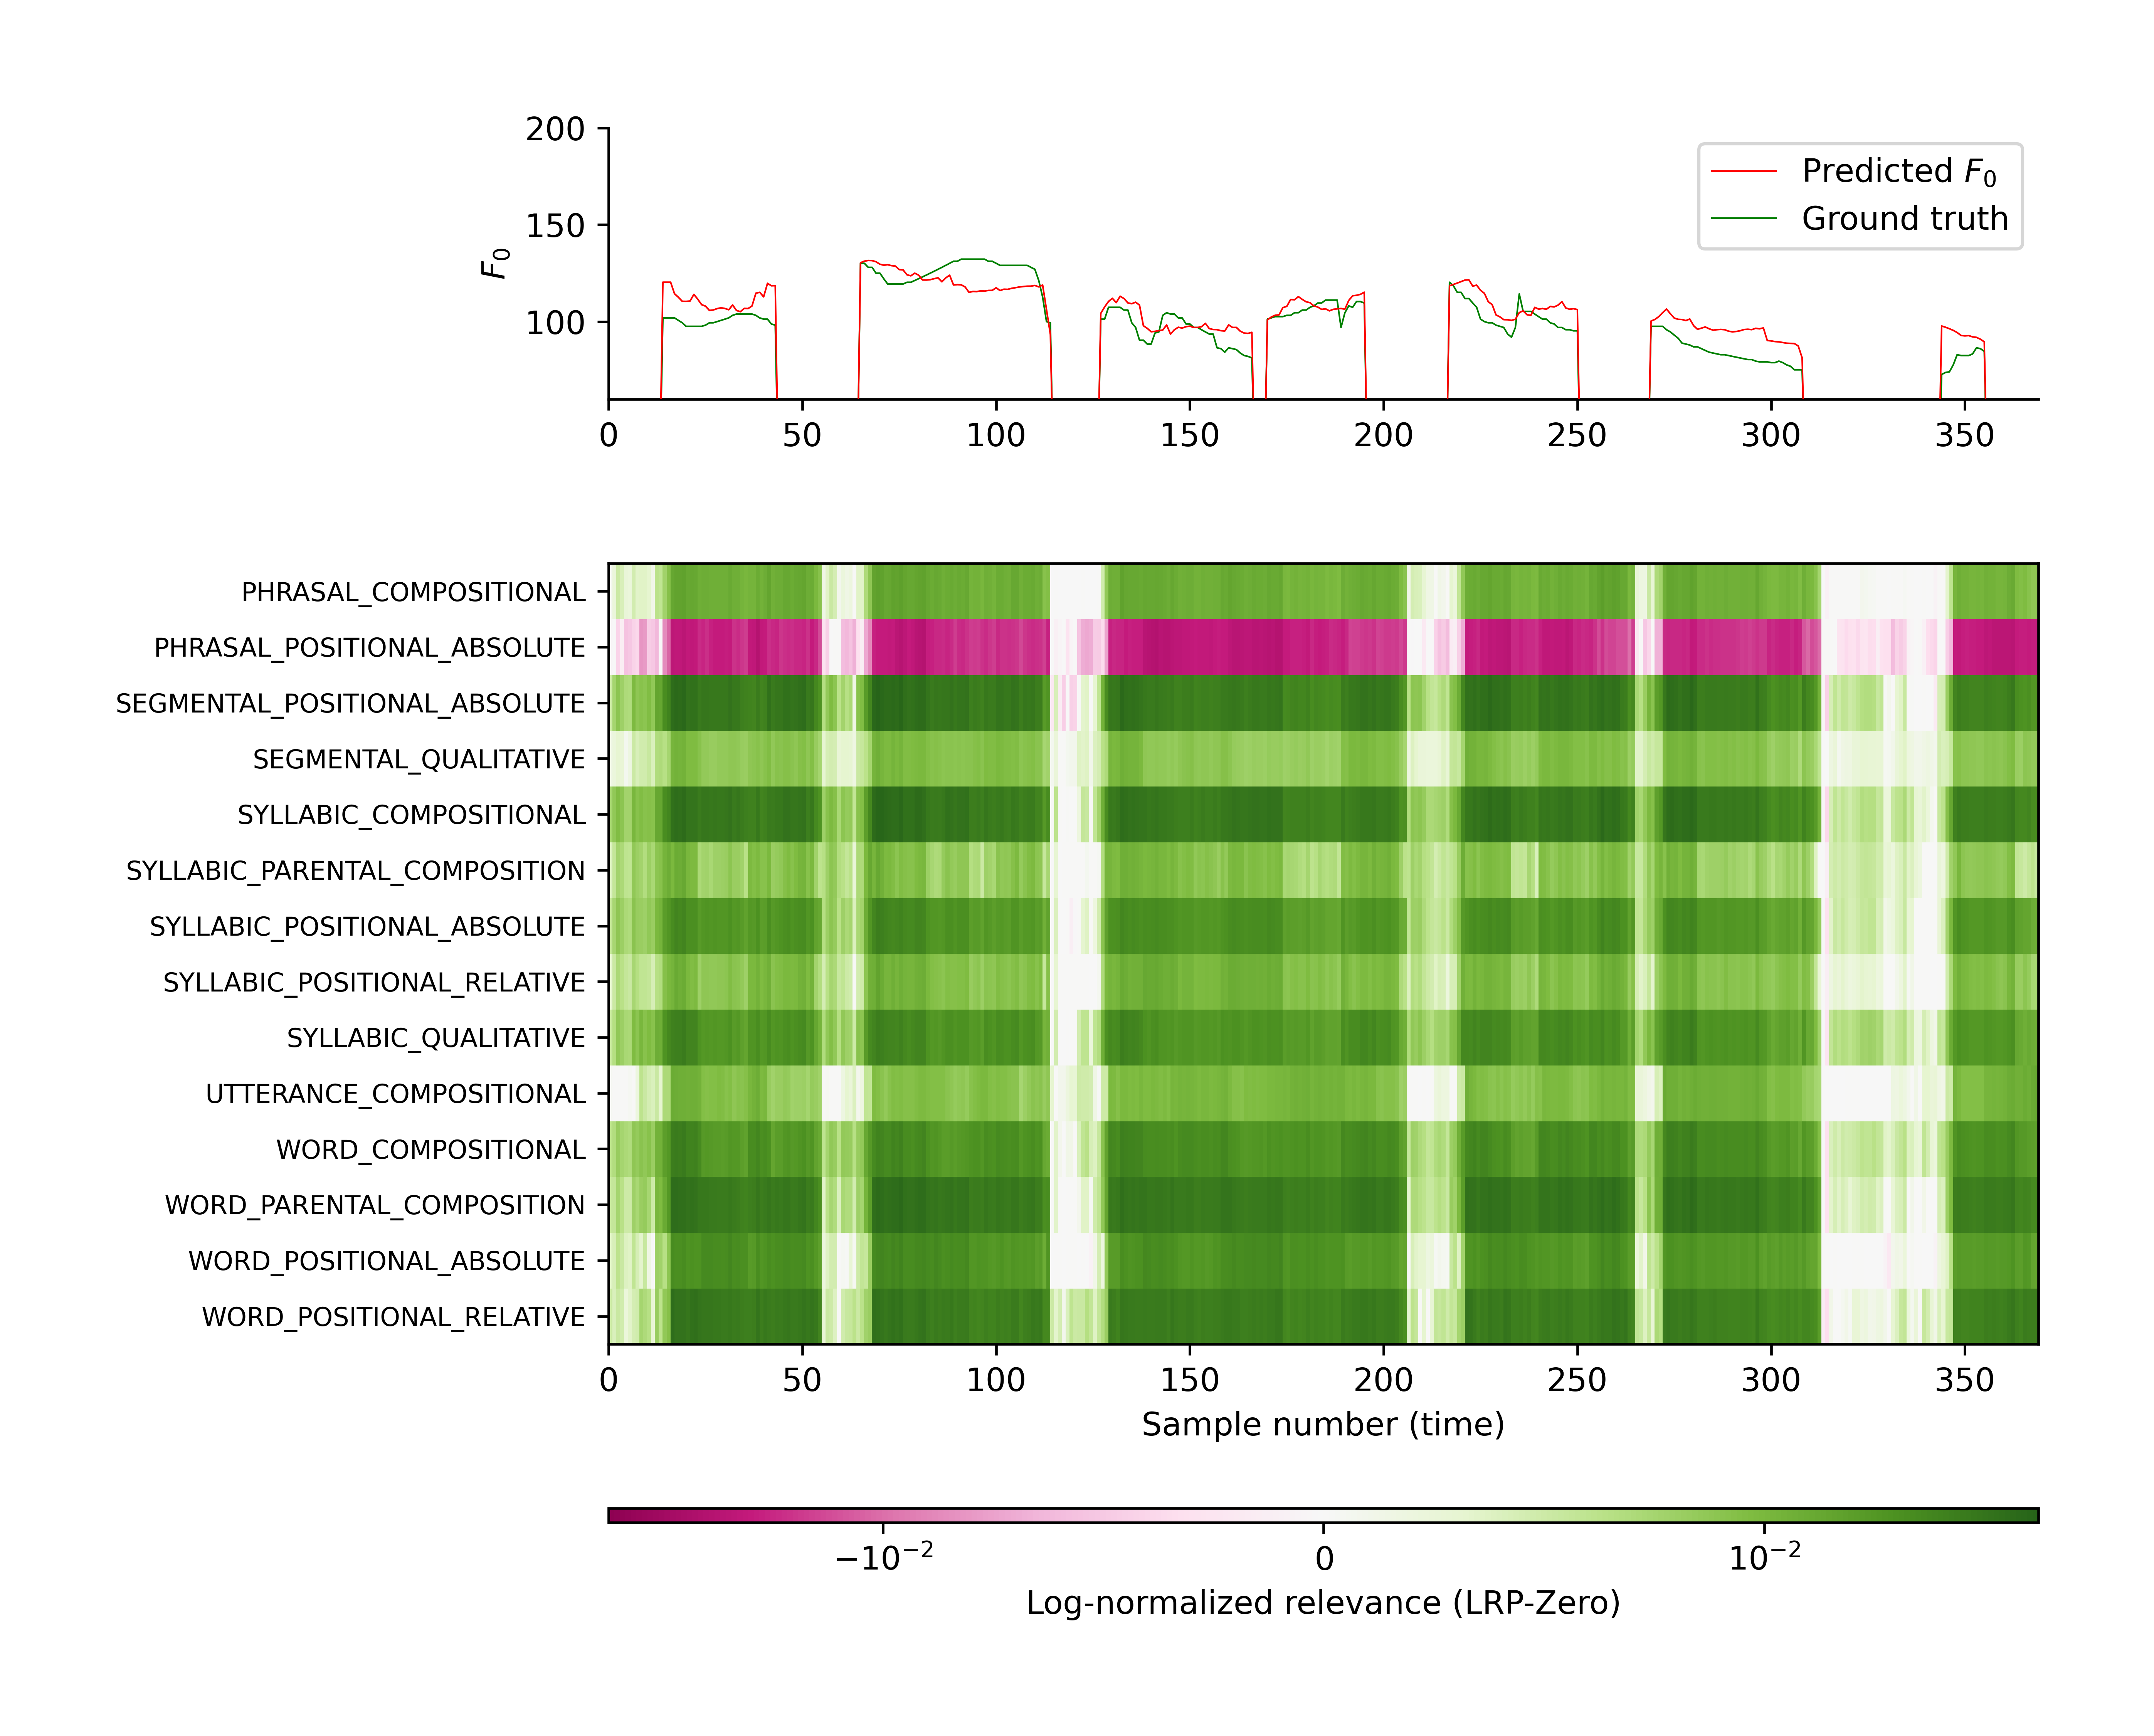 200
150
100
F₀
Predicted F₀
Ground truth
0 50 100 150 200 250 300 350
PHRASAL_COMPOSITIONAL
PHRASAL_POSITIONAL_ABSOLUTE
SEGMENTAL_POSITIONAL_ABSOLUTE
SEGMENTAL_QUALITATIVE
SYLLABIC_COMPOSITIONAL
SYLLABIC_PARENTAL_COMPOSITION
SYLLABIC_POSITIONAL_ABSOLUTE
SYLLABIC_POSITIONAL_RELATIVE
SYLLABIC_QUALITATIVE
UTTERANCE_COMPOSITIONAL
WORD_COMPOSITIONAL
WORD_PARENTAL_COMPOSITION
WORD_POSITIONAL_ABSOLUTE
WORD_POSITIONAL_RELATIVE
0 50 100 150 200 250 300 350
Sample number (time)
−10⁻² 0 10⁻²
Log-normalized relevance (LRP-Zero)